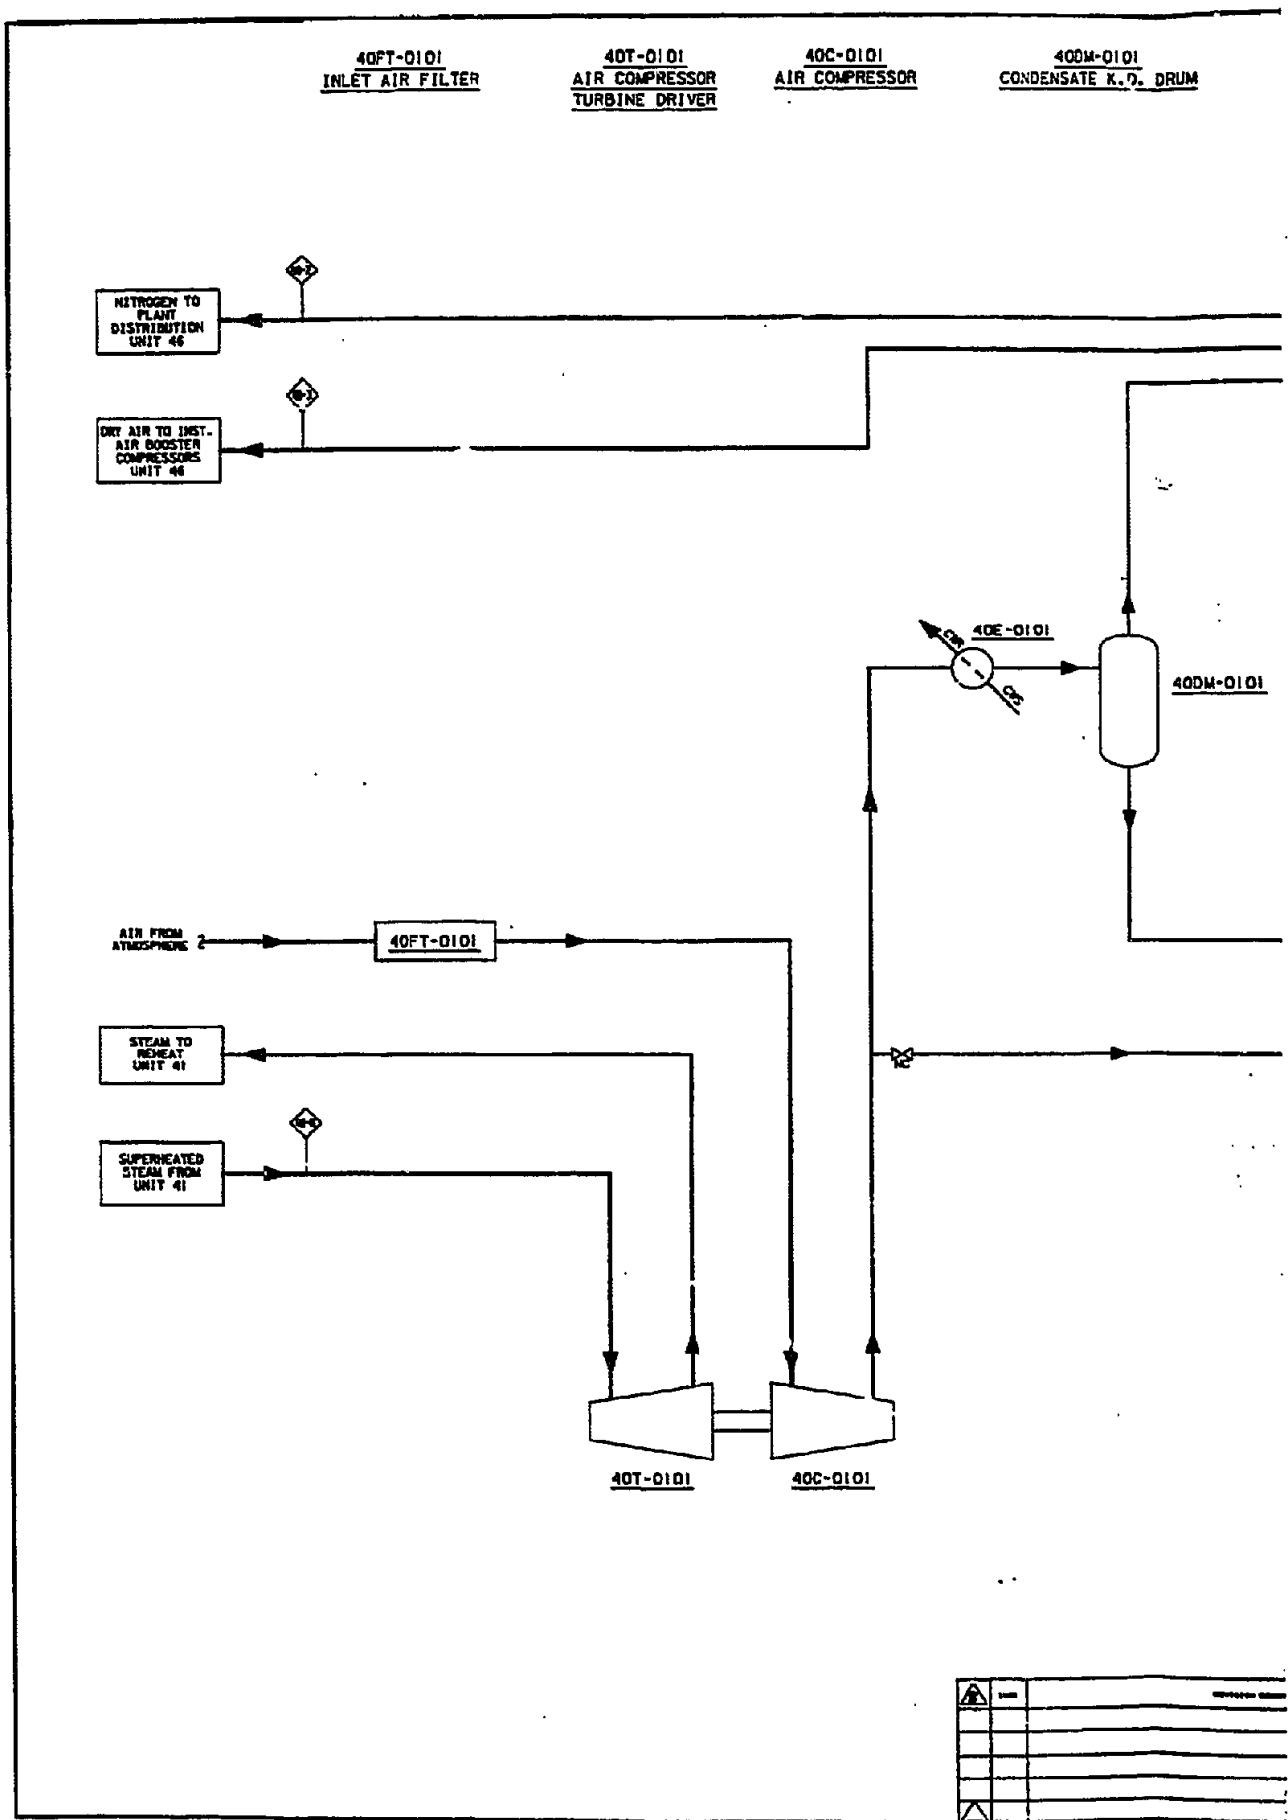 40FT-0101
INLET AIR FILTER
40T-0101
AIR COMPRESSOR
TURBINE DRIVER
40C-0101
AIR COMPRESSOR
40DM-0101
CONDENSATE K.O. DRUM
NITROGEN TO
PLANT
DISTRIBUTION
UNIT 46
DRY AIR TO INST.
AIR BOOSTER
COMPRESSORS
UNIT 46
CWR
40E-0101
CWS
40DM-0101
AIR FROM
ATMOSPHERE
40FT-0101
STEAM TO
REHEAT
UNIT 41
NC
SUPERHEATED
STEAM FROM
UNIT 41
40T-0101
40C-0101